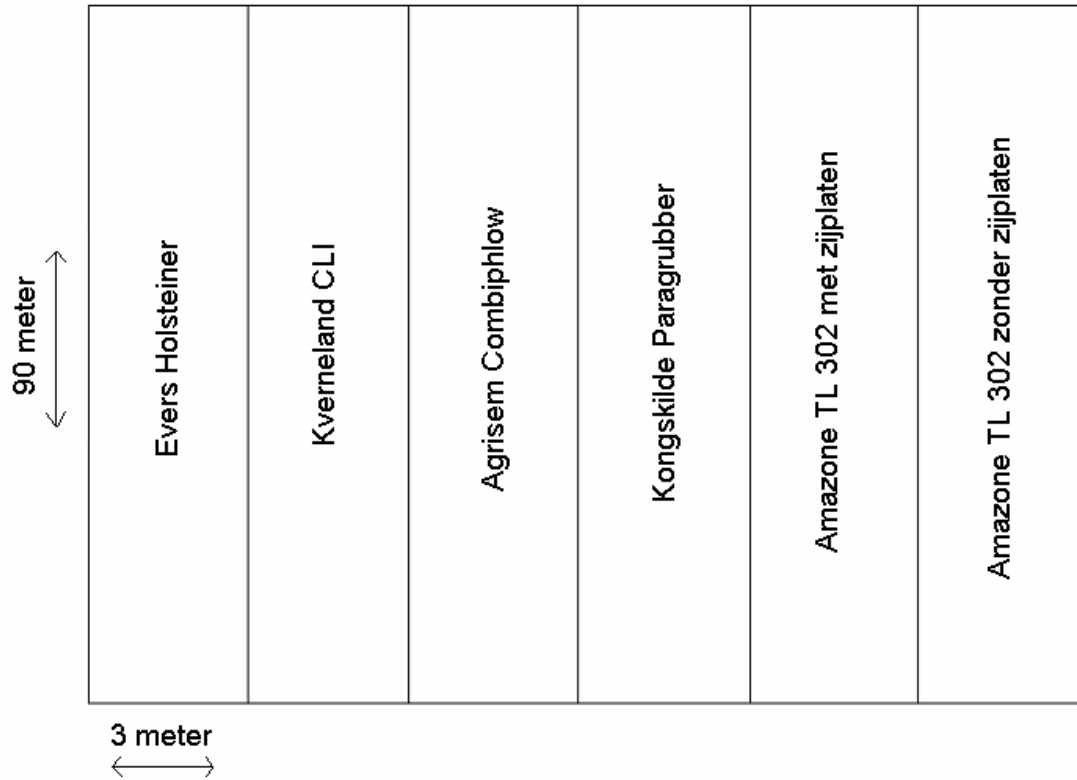 90 meter
Evers Holsteiner
Kverneland CLI
Agrisem Combiphlow
Kongskilde Paragrubber
Amazone TL 302 met zijplaten
Amazone TL 302 zonder zijplaten
3 meter